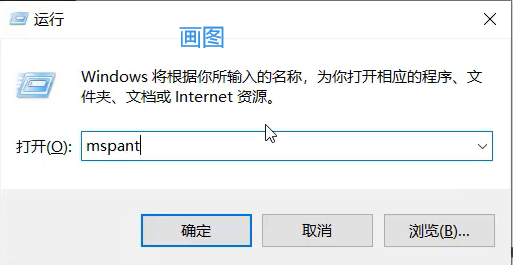 运行
画图
Windows 将根据你所输入的名称，为你打开相应的程序、文
件夹、文档或 Internet 资源。
打开(O): mspant
确定 取消 浏览(B)...